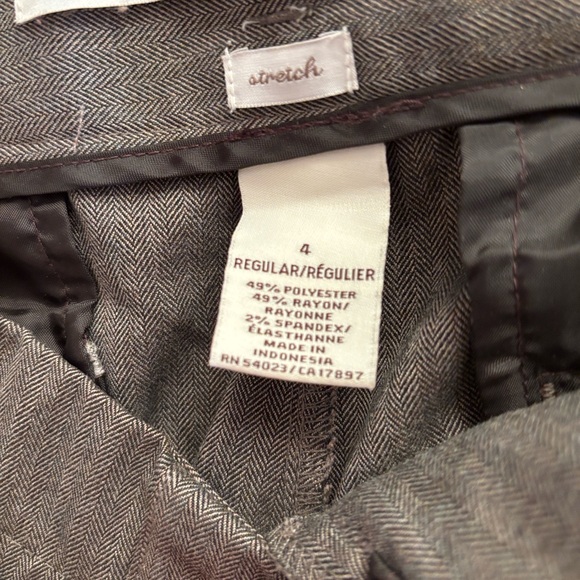 stretch
4
REGULAR/RÉGULIER
49% POLYESTER
49% RAYON/
RAYONNE
2% SPANDEX/
ÉLASTHANNE
MADE IN
INDONESIA
RN 54023/CA17897